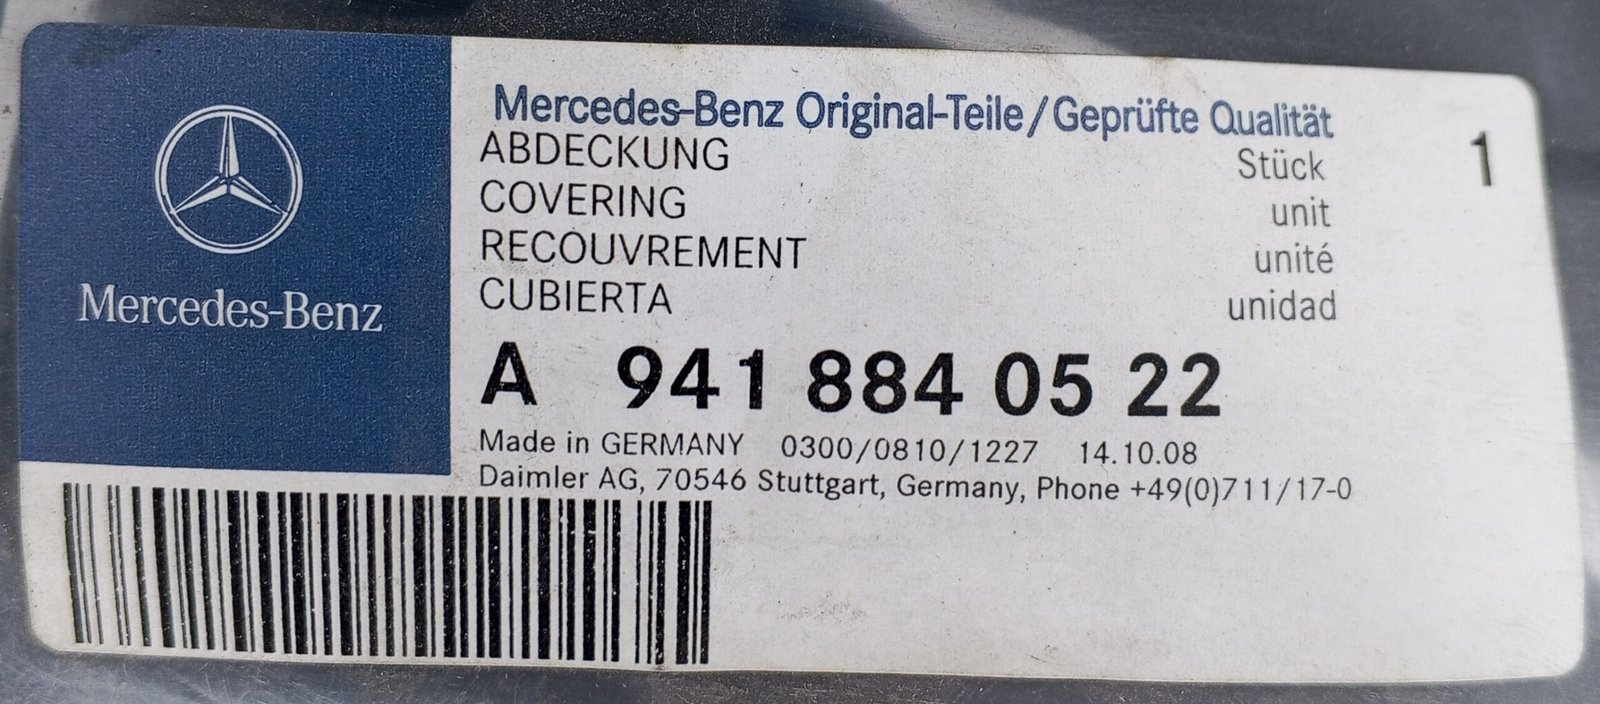 Mercedes-Benz
Mercedes-Benz Original-Teile/Geprüfte Qualität
ABDECKUNG Stück 1
COVERING unit
RECOUVREMENT unité
CUBIERTA unidad
A 941 884 05 22
Made in GERMANY 0300/0810/1227 14.10.08
Daimler AG, 70546 Stuttgart, Germany, Phone +49(0)711/17-0